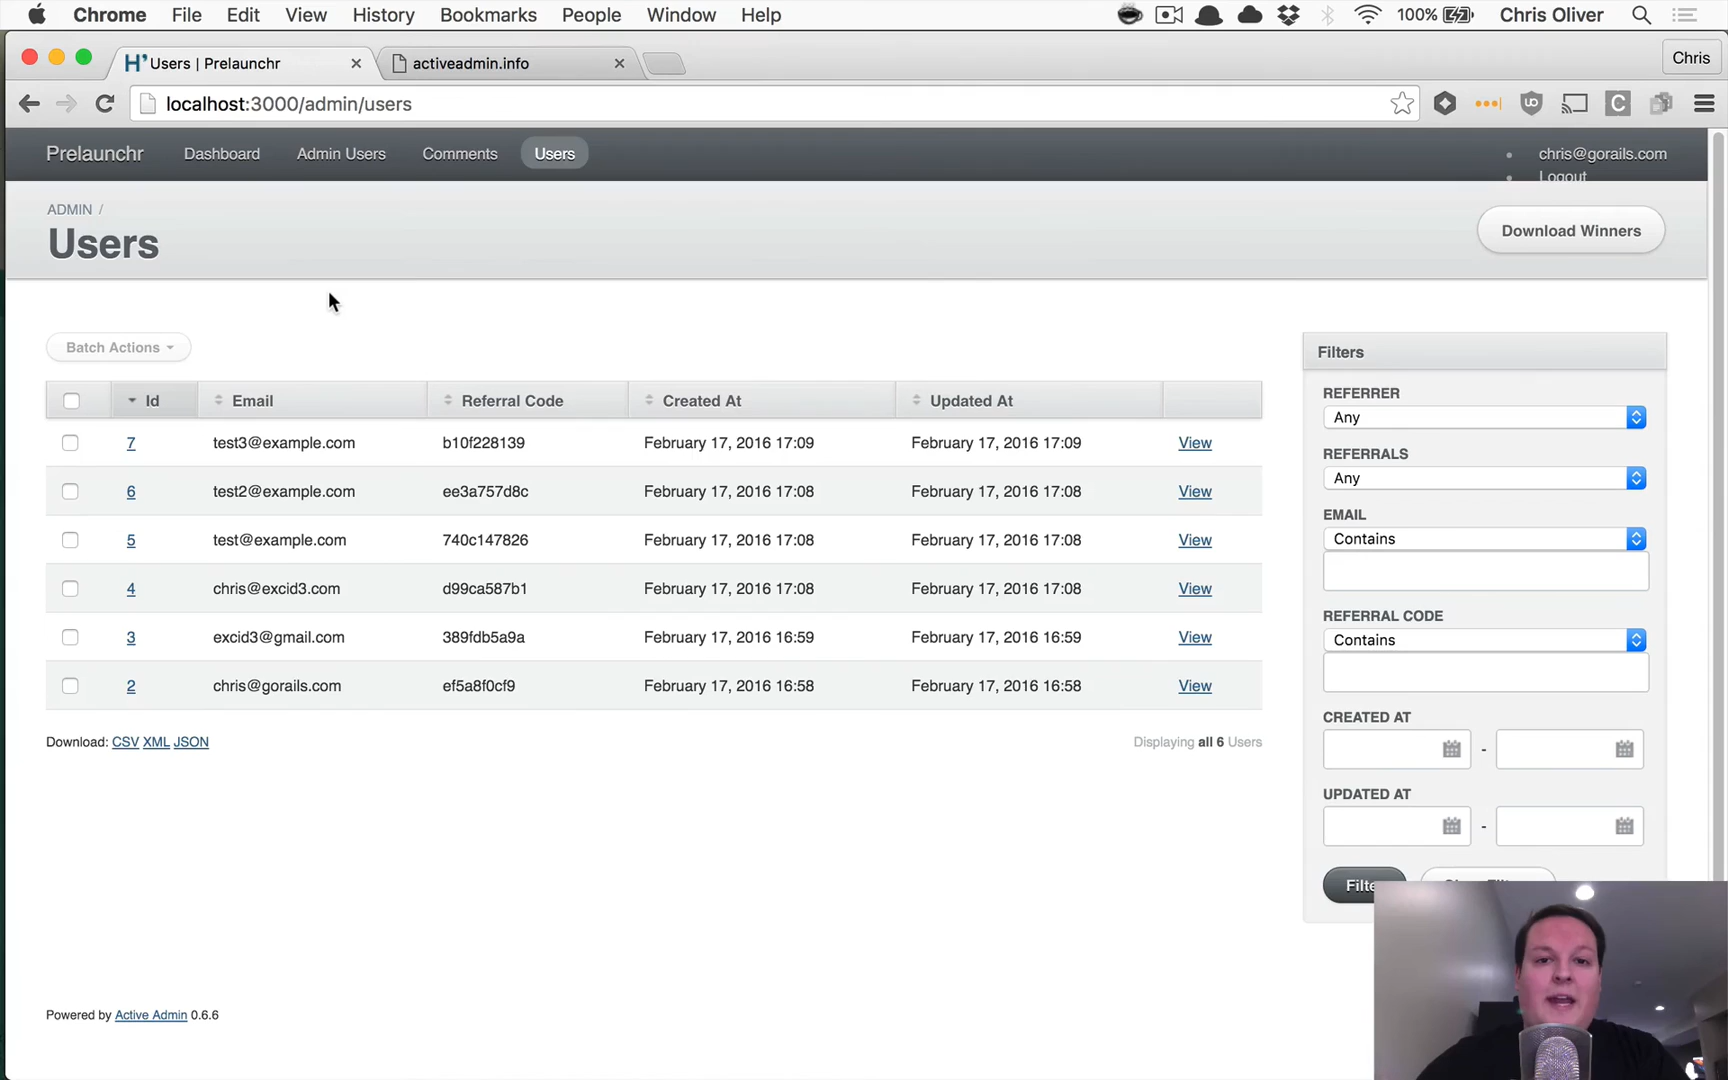 Chrome File Edit View History Bookmarks People Window Help 100% Chris Oliver
Users | Prelaunchr activeadmin.info Chris
localhost:3000/admin/users
Prelaunchr Dashboard Admin Users Comments Users chris@gorails.com
Logout
ADMIN /
Users
Download Winners
Batch Actions
Id Email Referral Code Created At Updated At
7 test3@example.com b10f228139 February 17, 2016 17:09 February 17, 2016 17:09 View
6 test2@example.com ee3a757d8c February 17, 2016 17:08 February 17, 2016 17:08 View
5 test@example.com 740c147826 February 17, 2016 17:08 February 17, 2016 17:08 View
4 chris@excid3.com d99ca587b1 February 17, 2016 17:08 February 17, 2016 17:08 View
3 excid3@gmail.com 389fdb5a9a February 17, 2016 16:59 February 17, 2016 16:59 View
2 chris@gorails.com ef5a8f0cf9 February 17, 2016 16:58 February 17, 2016 16:58 View
Download: CSV XML JSON Displaying all 6 Users
Filters
REFERRER
Any
REFERRALS
Any
EMAIL
Contains
REFERRAL CODE
Contains
CREATED AT
-
UPDATED AT
-
Powered by Active Admin 0.6.6